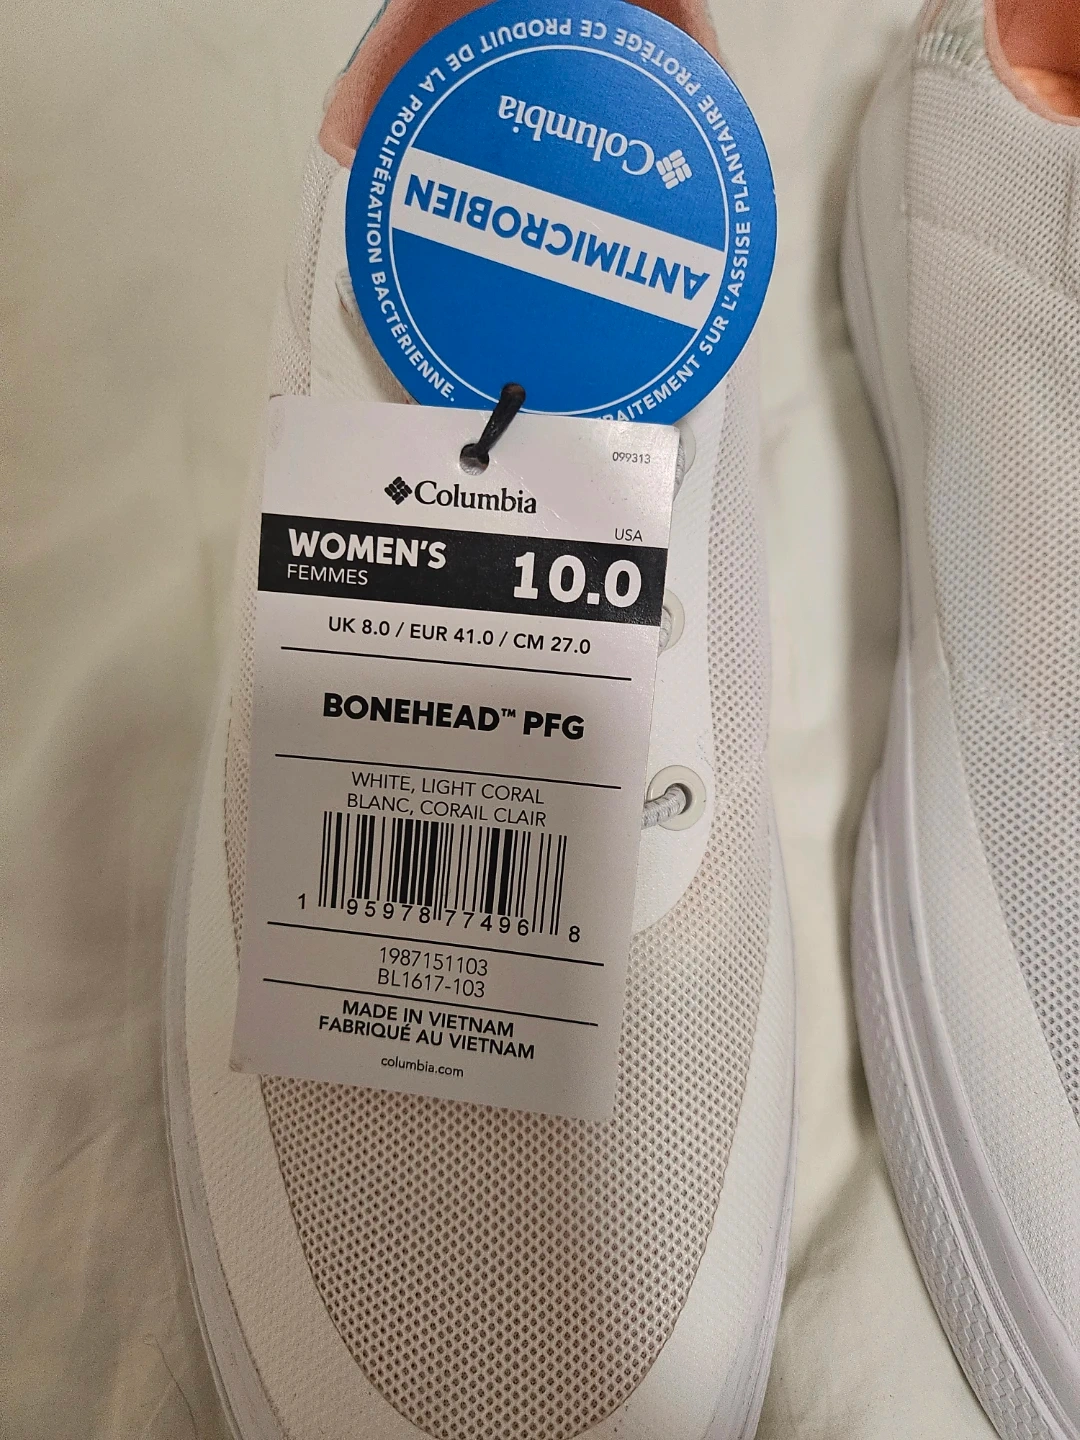 TRAITEMENT SUR L'ASSISE PLANTAIRE PROTÈGE CE PRODUIT DE LA PROLIFÉRATION BACTÉRIENNE.
Columbia
ANTIMICROBIEN
099313
Columbia
USA
WOMEN'S 10.0
FEMMES
UK 8.0 / EUR 41.0 / CM 27.0
BONEHEAD™ PFG
WHITE, LIGHT CORAL
BLANC, CORAIL CLAIR
1 95978 77496 8
1987151103
BL1617-103
MADE IN VIETNAM
FABRIQUÉ AU VIETNAM
columbia.com